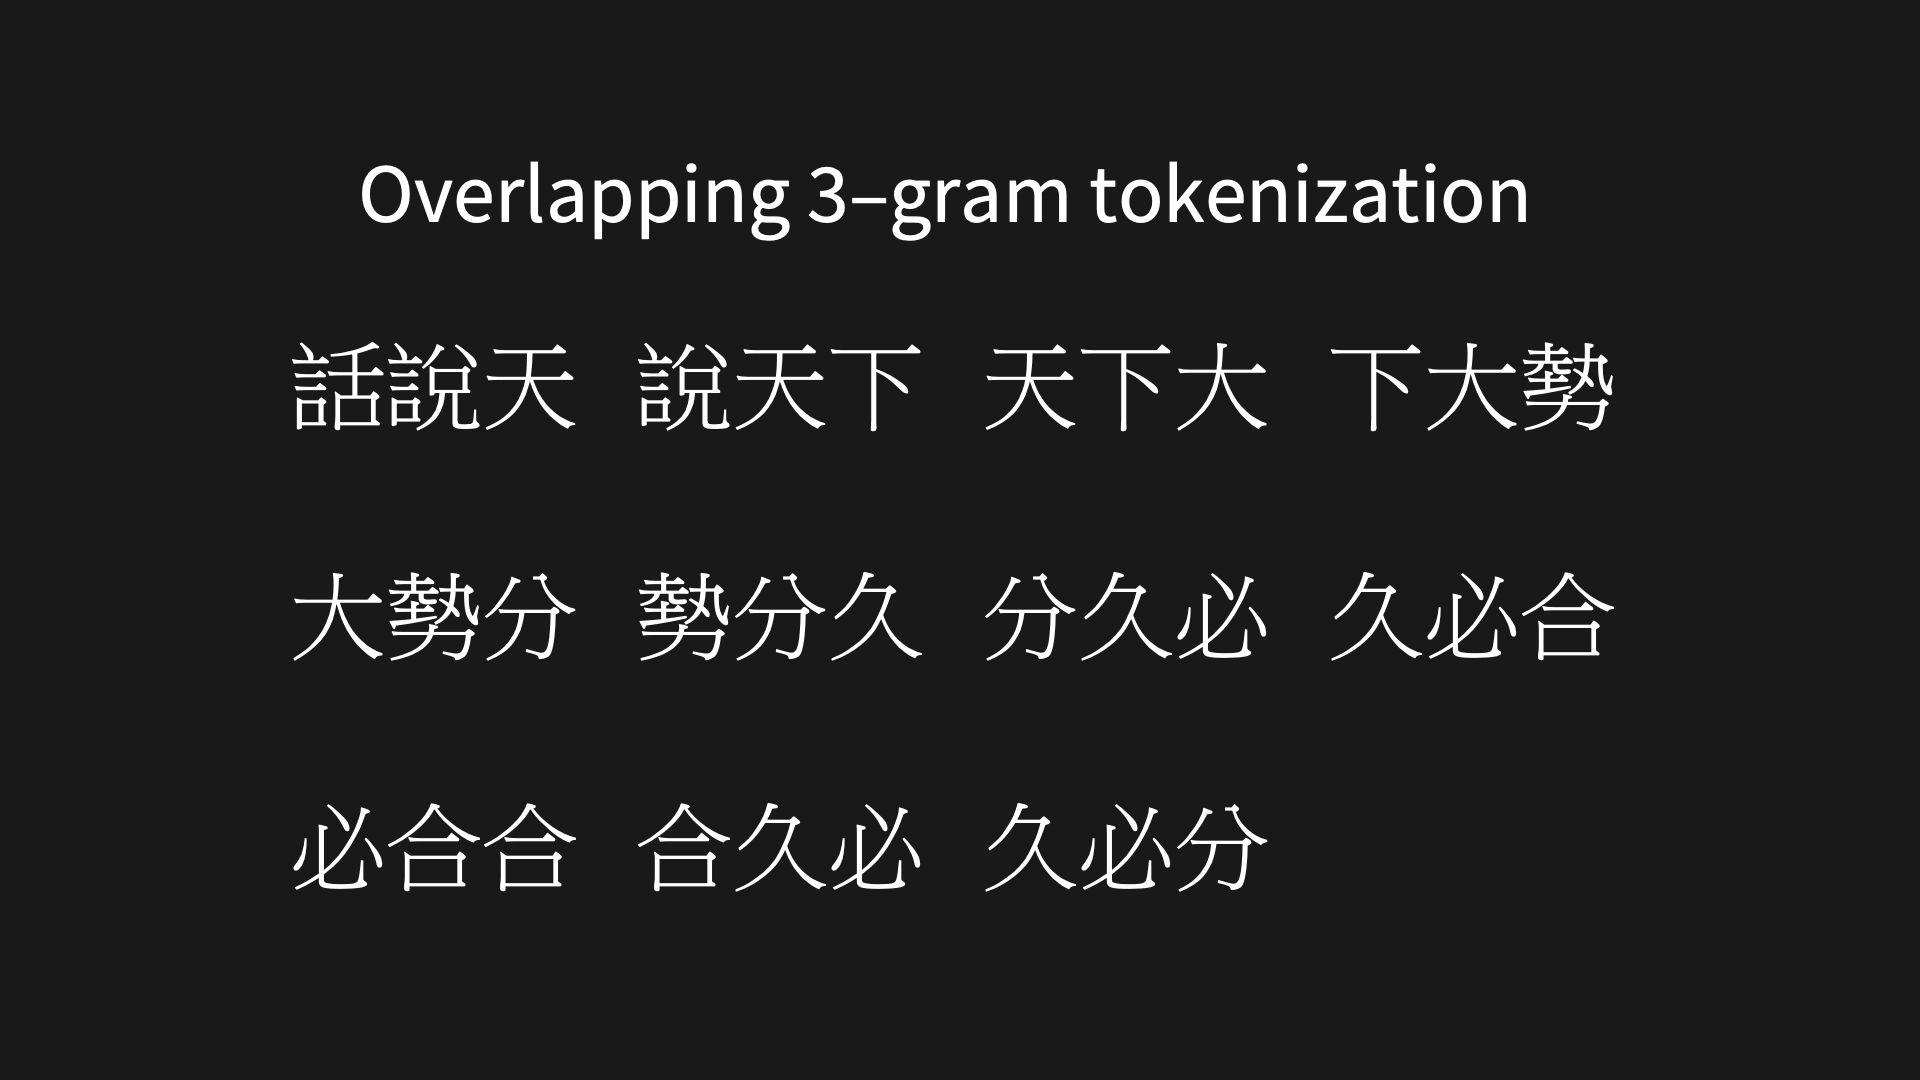 Overlapping 3–gram tokenization
話說天 說天下 天下大 下大勢
大勢分 勢分久 分久必 久必合
必合合 合久必 久必分